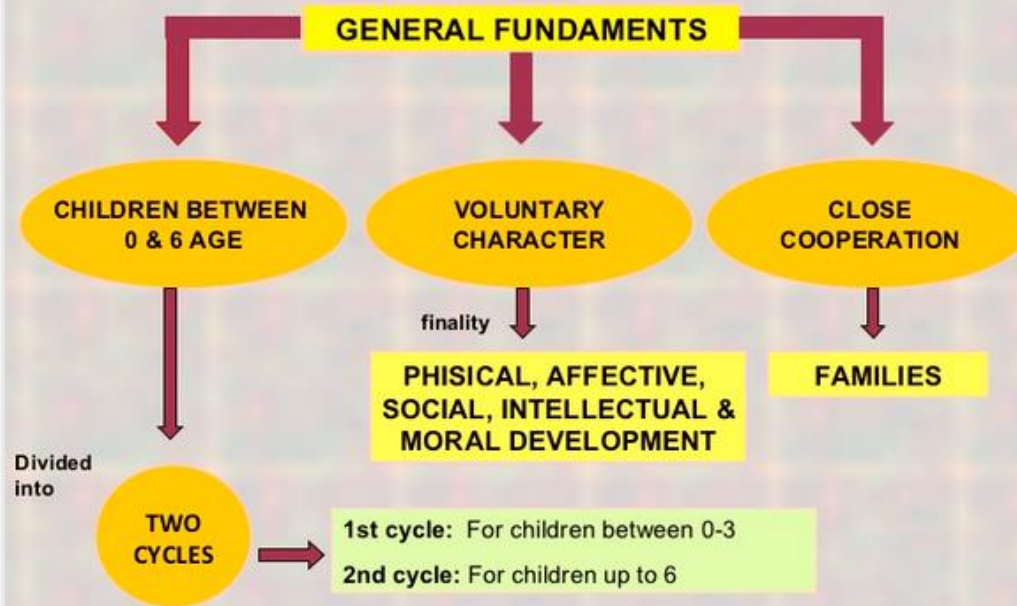 GENERAL FUNDAMENTS
CHILDREN BETWEEN
0 & 6 AGE
VOLUNTARY
CHARACTER
CLOSE
COOPERATION
finality
PHISICAL, AFFECTIVE,
SOCIAL, INTELLECTUAL &
MORAL DEVELOPMENT
FAMILIES
Divided
into
TWO
CYCLES
1st cycle: For children between 0-3
2nd cycle: For children up to 6